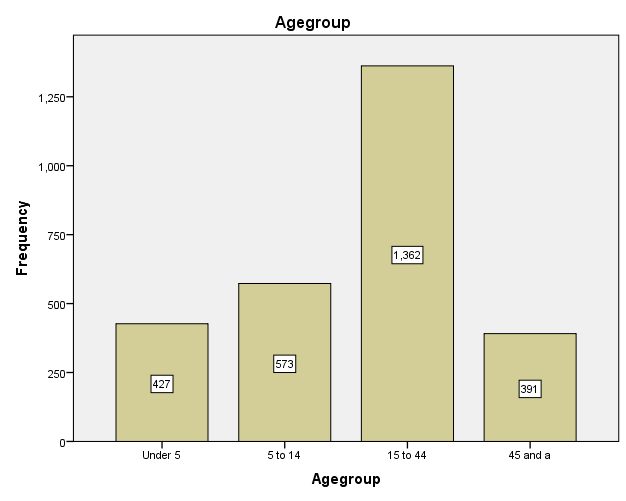 Agegroup
1,250
1,000
750
500
250
0
Frequency
427
573
1,362
391
Under 5
5 to 14
15 to 44
45 and a
Agegroup